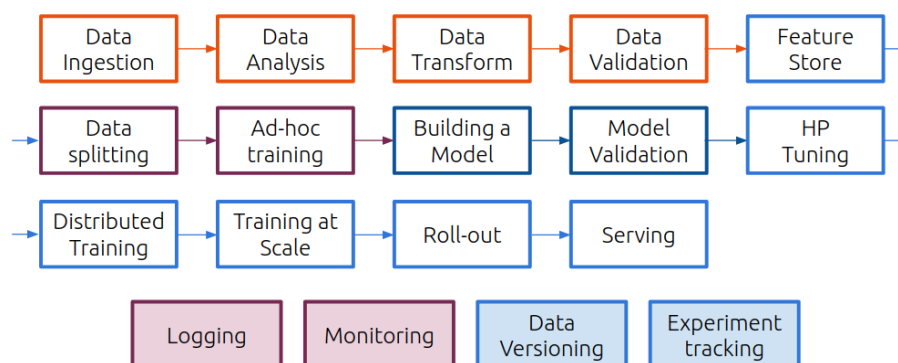 Data
Ingestion
Data
Analysis
Data
Transform
Data
Validation
Feature
Store
Data
splitting
Ad-hoc
training
Building a
Model
Model
Validation
HP
Tuning
Distributed
Training
Training at
Scale
Roll-out
Serving
Logging
Monitoring
Data
Versioning
Experiment
tracking